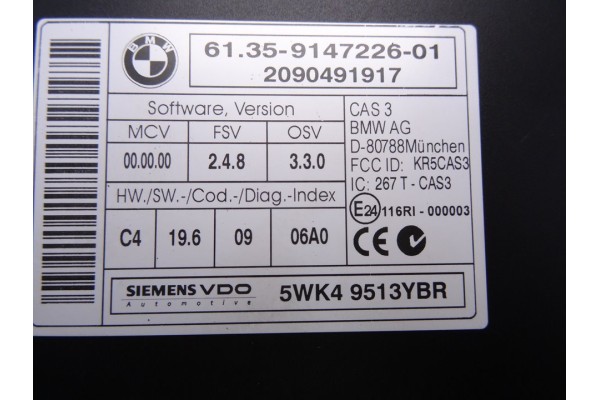 BMW
61.35-9147226-01
2090491917
Software, Version
MCV FSV OSV
00.00.00 2.4.8 3.3.0
HW./SW.-/Cod.-/Diag.-Index
C4 19.6 09 06A0
CAS 3
BMW AG
D-80788München
FCC ID: KR5CAS3
IC: 267 T - CAS3
E24 116RI - 000003
CE
SIEMENS VDO
Automotive
5WK4 9513YBR